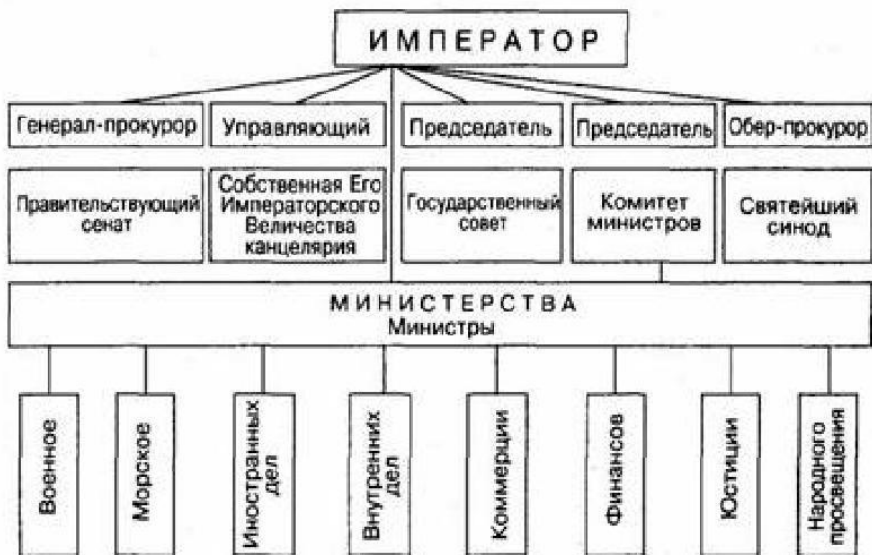 ИМПЕРАТОР
Генерал-прокурор
Управляющий
Председатель
Председатель
Обер-прокурор
Правительствующий
сенат
Собственная Его
Императорского
Величества
канцелярия
Государственный
совет
Комитет
министров
Святейший
синод
МИНИСТЕРСТВА
Министры
Военное
Морское
Иностранных
дел
Внутренних
дел
Коммерции
Финансов
Юстиции
Народного
просвещения